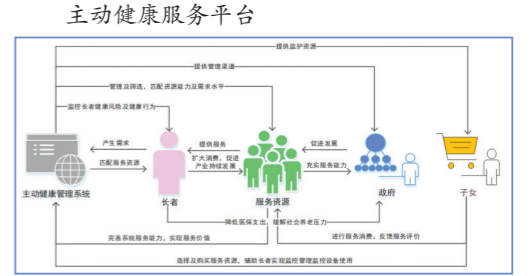 主动健康服务平台
提供监护资源
提供管理渠道
管理及筛选，匹配资源能力及需求水平
监控长者健康风险及健康行为
产生需求
提供服务
促进发展
匹配服务资源
扩大消费、促进
产业持续发展
充实服务能力
主动健康管理系统
长者
服务资源
政府
子女
降低医保支出，缓解社会养老压力
完善系统服务能力，实现服务价值
进行服务消费，反馈服务评价
选择及购买服务资源、辅助长者实现监控管理监控设备使用